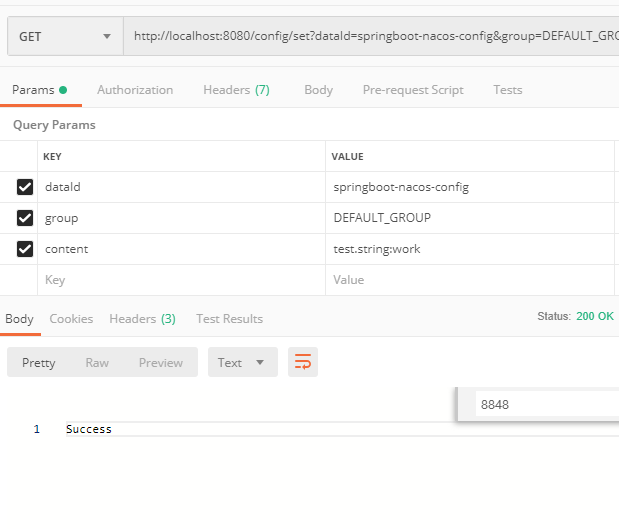 GET http://localhost:8080/config/set?dataId=springboot-nacos-config&group=DEFAULT_GRO
Params Authorization Headers (7) Body Pre-request Script Tests
Query Params
KEY VALUE
dataId springboot-nacos-config
group DEFAULT_GROUP
content test.string:work
Key Value
Body Cookies Headers (3) Test Results Status: 200 OK
Pretty Raw Preview Text
8848
1 Success